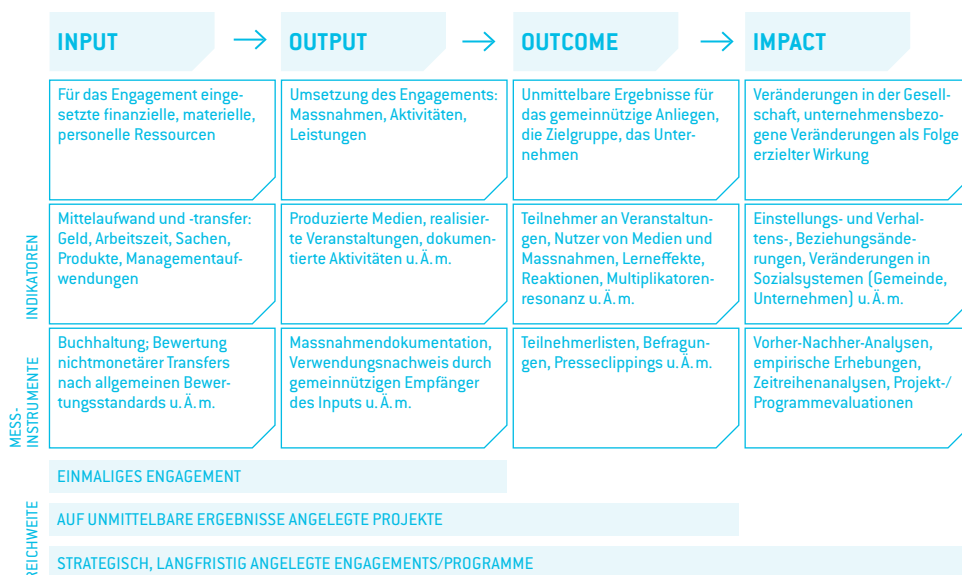 INPUT → OUTPUT → OUTCOME → IMPACT
Für das Engagement einge-
setzte finanzielle, materielle,
personelle Ressourcen
Umsetzung des Engagements:
Massnahmen, Aktivitäten,
Leistungen
Unmittelbare Ergebnisse für
das gemeinnützige Anliegen,
die Zielgruppe, das Unter-
nehmen
Veränderungen in der Gesell-
schaft, unternehmensbezo-
gene Veränderungen als Folge
erzielter Wirkung
INDIKATOREN
Mittelaufwand und -transfer:
Geld, Arbeitszeit, Sachen,
Produkte, Managementauf-
wendungen
Produzierte Medien, realisier-
te Veranstaltungen, dokumen-
tierte Aktivitäten u. Ä. m.
Teilnehmer an Veranstaltun-
gen, Nutzer von Medien und
Massnahmen, Lerneffekte,
Reaktionen, Multiplikatoren-
resonanz u. Ä. m.
Einstellungs- und Verhal-
tens-, Beziehungsände-
rungen, Veränderungen in
Sozialsystemen (Gemeinde,
Unternehmen) u. Ä. m.
MESS-
INSTRUMENTE
Buchhaltung; Bewertung
nichtmonetärer Transfers
nach allgemeinen Bewer-
tungsstandards u. Ä. m.
Massnahmendokumentation,
Verwendungsnachweis durch
gemeinnützigen Empfänger
des Inputs u. Ä. m.
Teilnehmerlisten, Befragun-
gen, Presseclippings u. Ä. m.
Vorher-Nachher-Analysen,
empirische Erhebungen,
Zeitreihenanalysen, Projekt-/
Programmevaluationen
REICHWEITE
EINMALIGES ENGAGEMENT
AUF UNMITTELBARE ERGEBNISSE ANGELEGTE PROJEKTE
STRATEGISCH, LANGFRISTIG ANGELEGTE ENGAGEMENTS/PROGRAMME